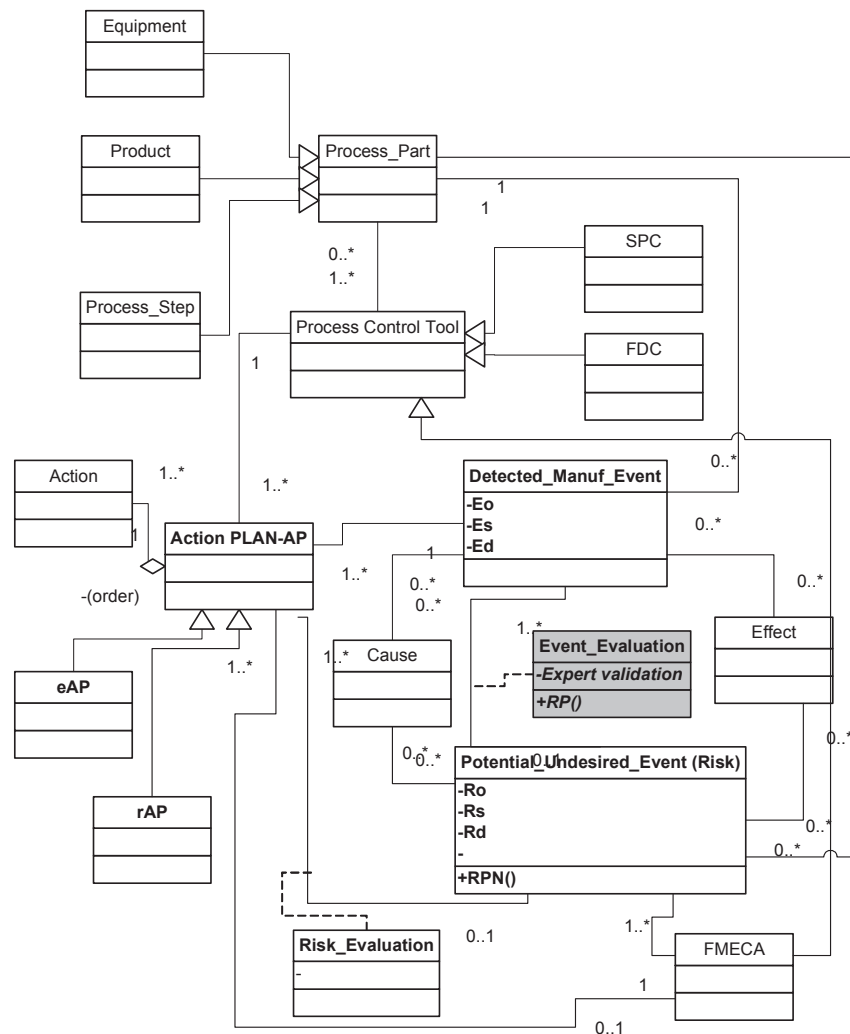 Equipment
Product
Process_Part
1
1
SPC
0..*
1..*
Process_Step
Process Control Tool
FDC
1
0..*
Action
1..*
Detected_Manuf_Event
1..*
-Eo
0..*
-Es
1
Action PLAN-AP
-Ed
1
1..*
0..*
0..*
-(order)
0..*
1..*
Effect
Event_Evaluation
1..*
1..*
Cause
-Expert validation
eAP
+RP()
0..*
0..*
0..*
0..*
0..1
Potential_Undesired_Event (Risk)
-Ro
-Rs
-Rd
-
rAP
0..*
0..*
+RPN()
0..1
1..*
Risk_Evaluation
-
FMECA
1
0..1